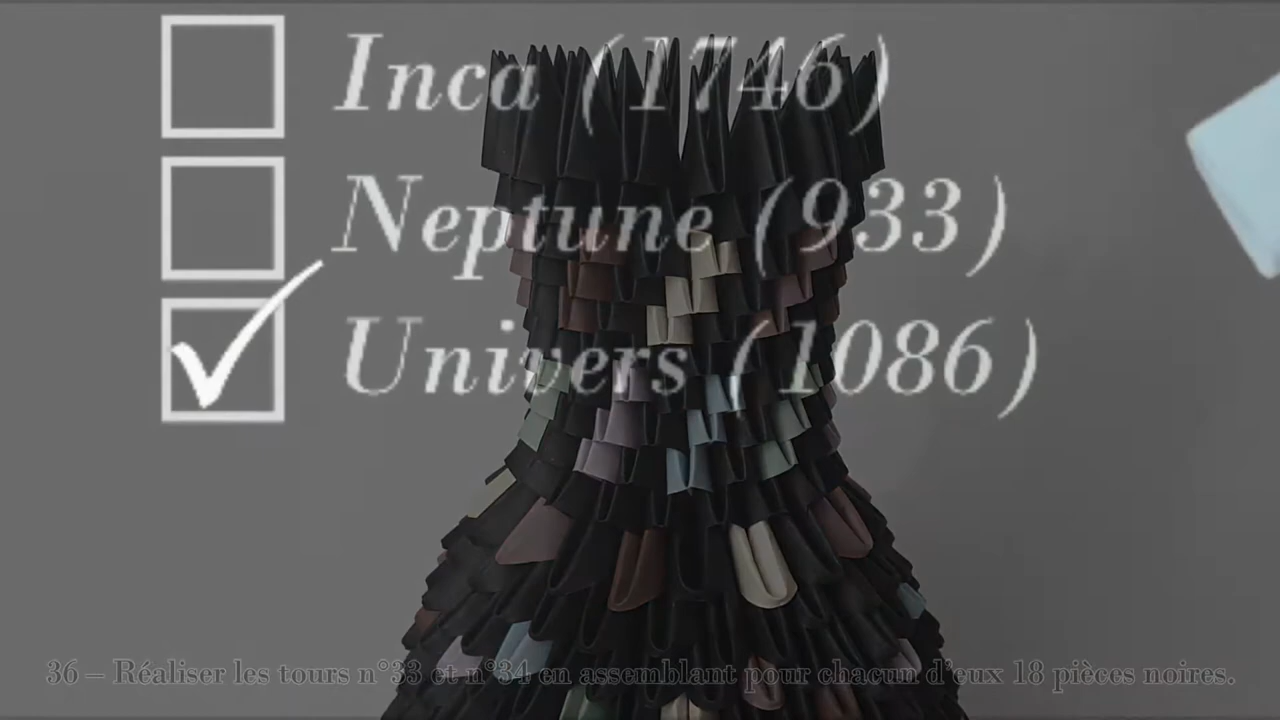 Inca (1746)
Neptune (933)
Univers (1086)
36 – Réaliser les tours n°33 et n°34 en assemblant pour chacun d'eux 18 pièces noires.